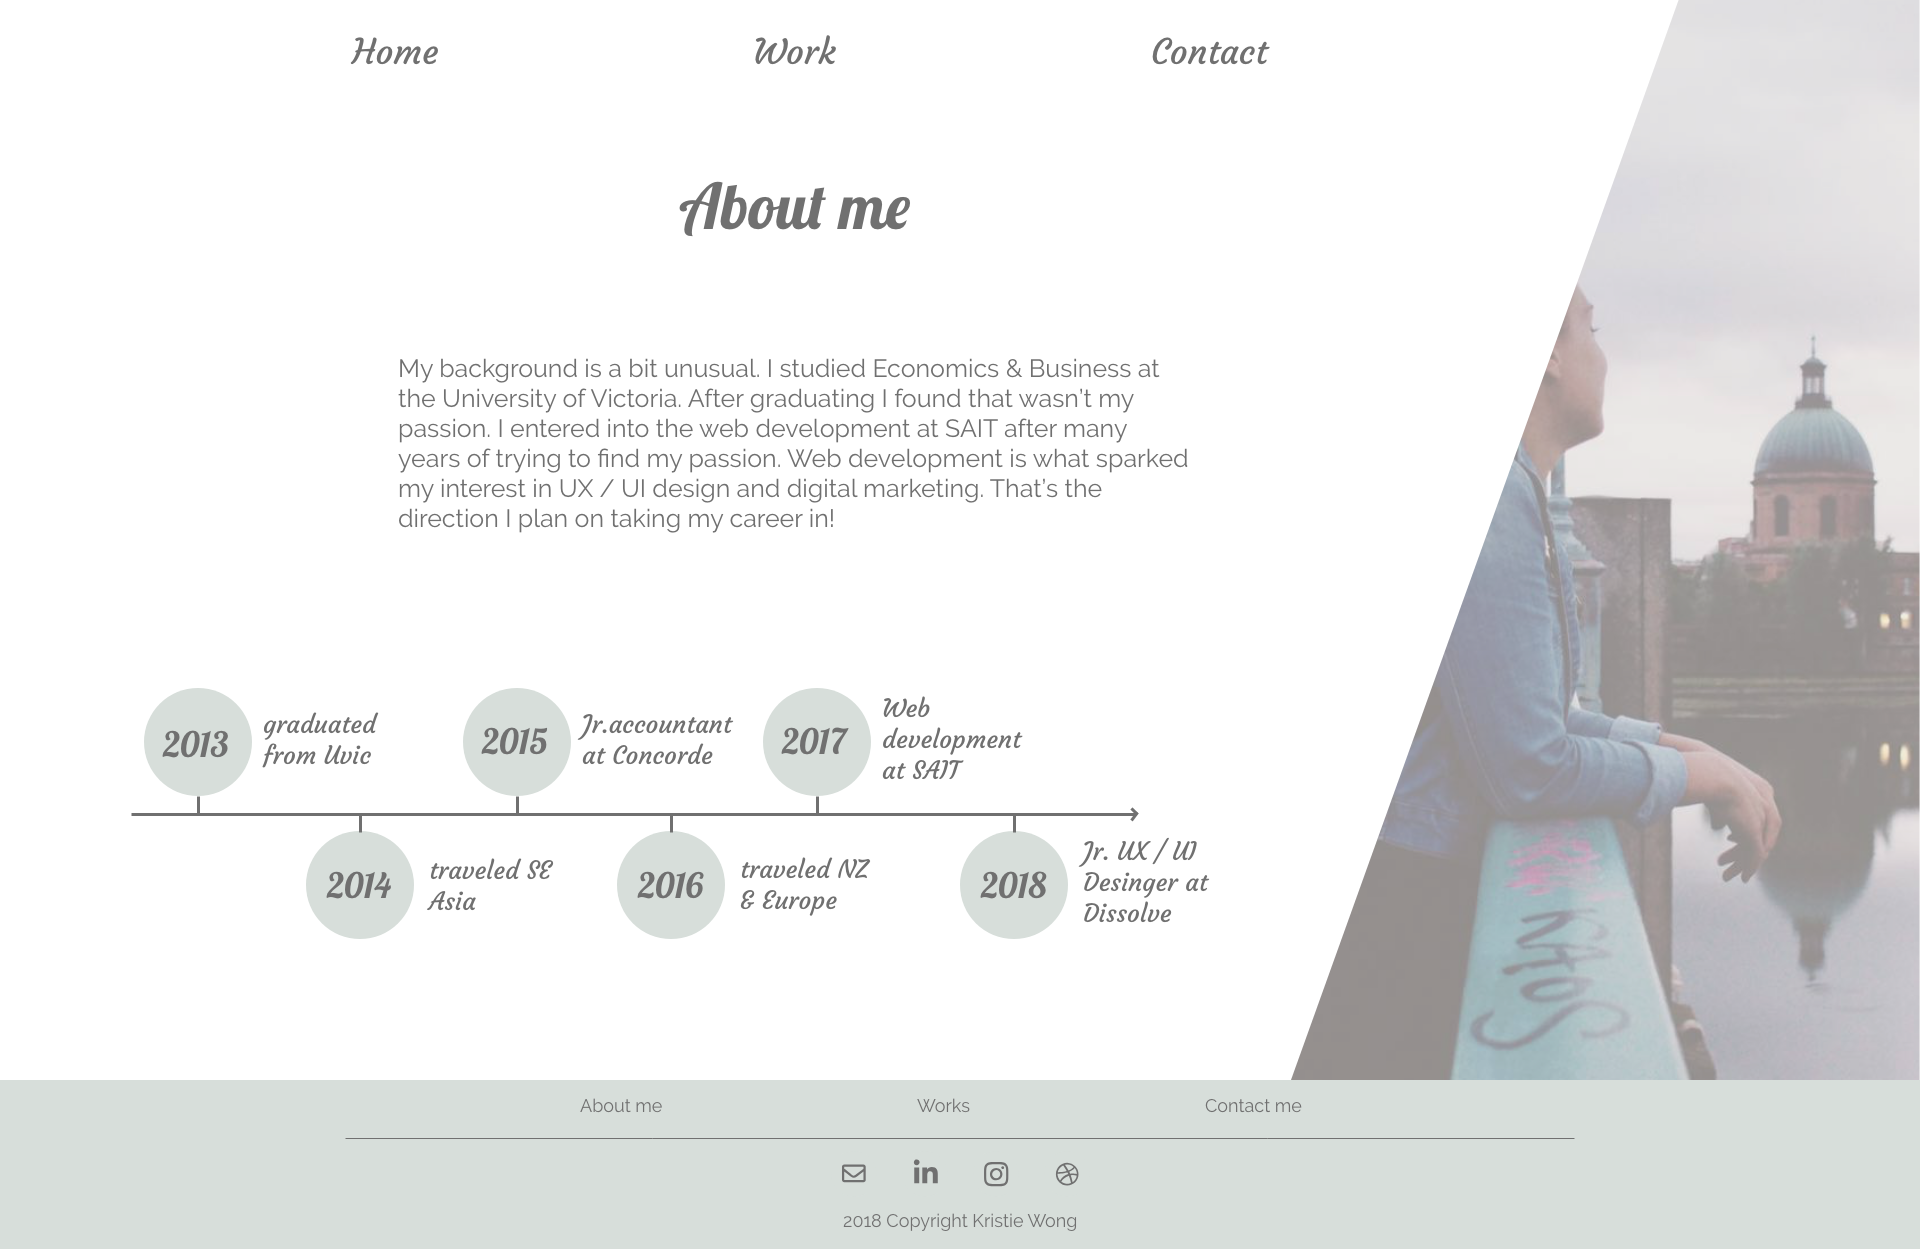 Home
Work
Contact
About me
My background is a bit unusual. I studied Economics & Business at
the University of Victoria. After graduating I found that wasn't my
passion. I entered into the web development at SAIT after many
years of trying to find my passion. Web development is what sparked
my interest in UX / UI design and digital marketing. That's the
direction I plan on taking my career in!
2013
graduated
from Uvic
2014
traveled SE
Asia
2015
Jr.accountant
at Concorde
2016
traveled NZ
& Europe
2017
Web
development
at SAIT
2018
Jr. UX / UI
Desinger at
Dissolve
KAOS
About me
Works
Contact me
in
2018 Copyright Kristie Wong